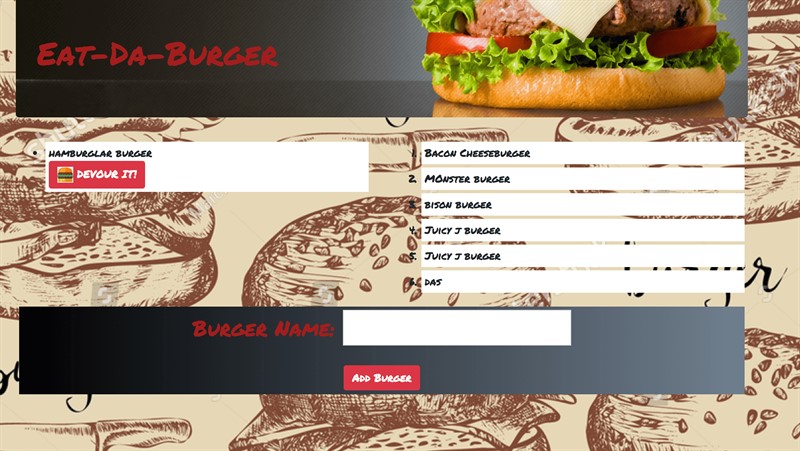 Eat-Da-Burger
hamburglar burger
DEVOUR IT!
1. Bacon Cheeseburger
2. MOnster burger
3. bison burger
4. Juicy j burger
5. Juicy j burger
6. das
burger
Burger Name:
Add Burger